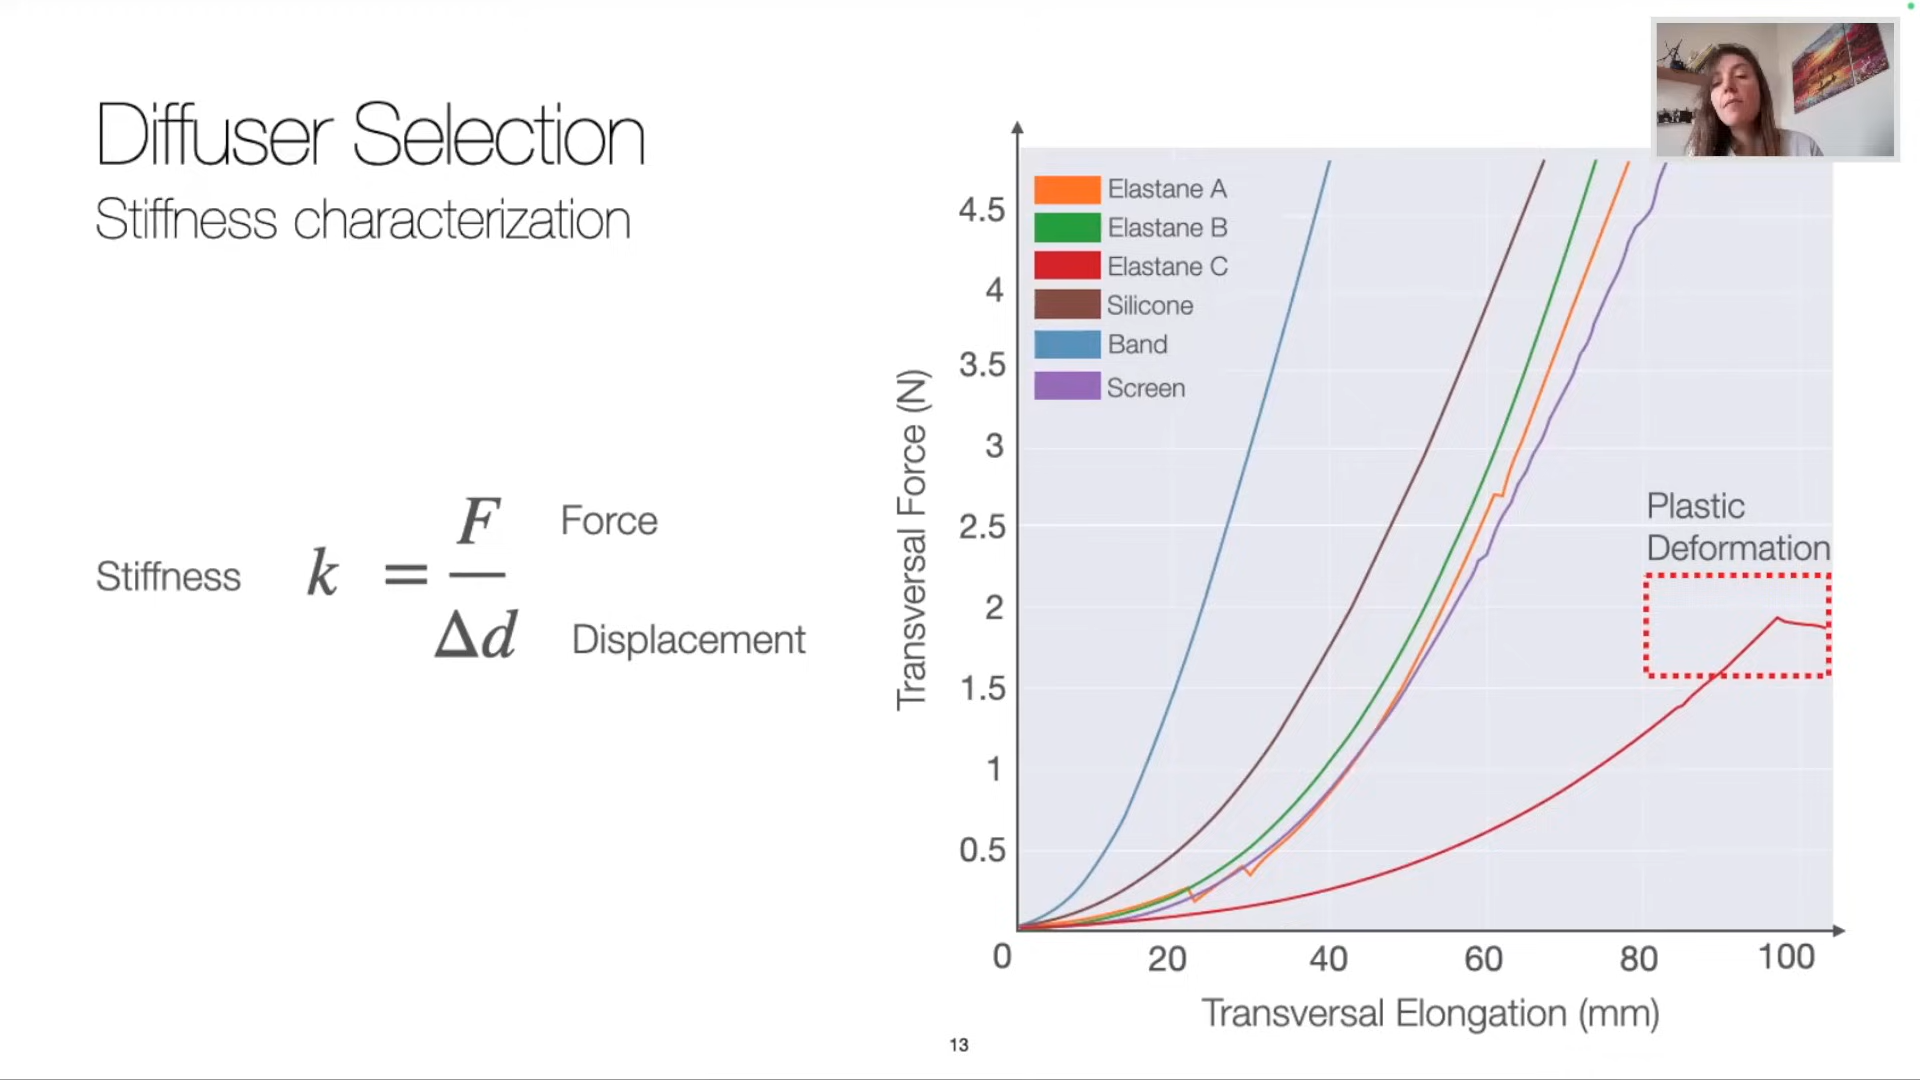 Diffuser Selection
Stiffness characterization
Stiffness k = F / Δd
Force
Displacement
Elastane A
Elastane B
Elastane C
Silicone
Band
Screen
Transversal Force (N)
4.5
4
3.5
3
2.5
2
1.5
1
0.5
Plastic
Deformation
0 20 40 60 80 100
Transversal Elongation (mm)
13